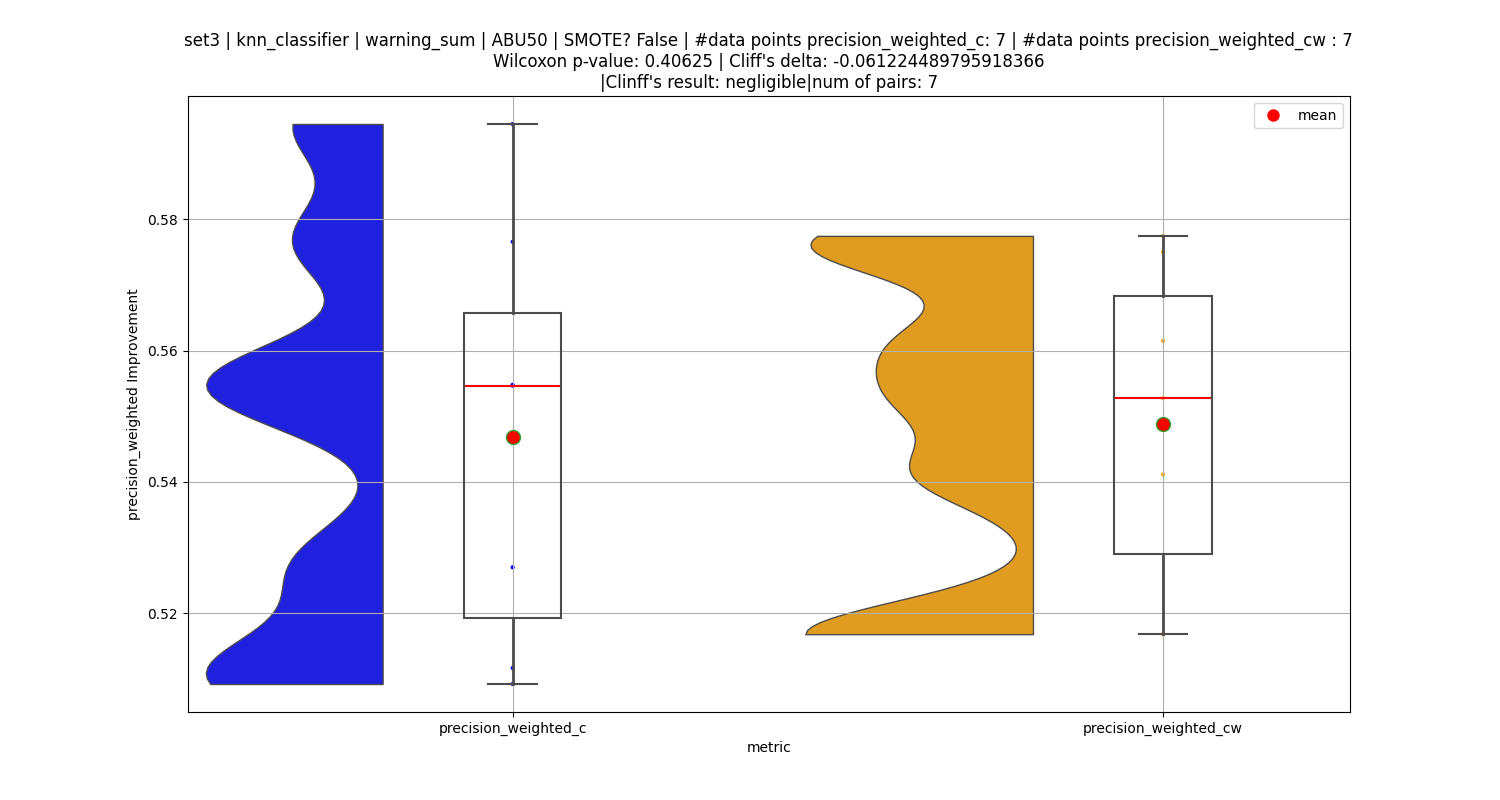 set3 | knn_classifier | warning_sum | ABU50 | SMOTE? False | #data points precision_weighted_c: 7 | #data points precision_weighted_cw : 7
Wilcoxon p-value: 0.40625 | Cliff's delta: -0.061224489795918366
|Clinff's result: negligible|num of pairs: 7
mean
0.58
0.56
0.54
0.52
precision_weighted Improvement
precision_weighted_c
precision_weighted_cw
metric